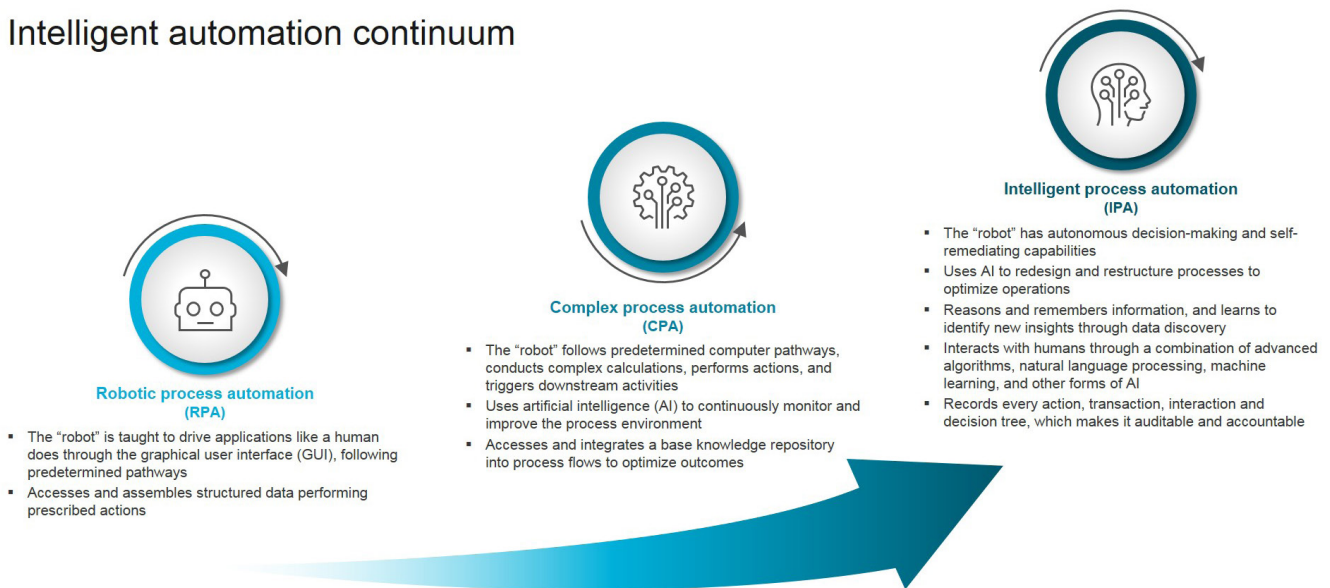 Intelligent automation continuum
Robotic process automation
(RPA)
▪ The “robot” is taught to drive applications like a human
does through the graphical user interface (GUI), following
predetermined pathways
▪ Accesses and assembles structured data performing
prescribed actions
Complex process automation
(CPA)
▪ The “robot” follows predetermined computer pathways,
conducts complex calculations, performs actions, and
triggers downstream activities
▪ Uses artificial intelligence (AI) to continuously monitor and
improve the process environment
▪ Accesses and integrates a base knowledge repository
into process flows to optimize outcomes
Intelligent process automation
(IPA)
▪ The “robot” has autonomous decision-making and self-
remediating capabilities
▪ Uses AI to redesign and restructure processes to
optimize operations
▪ Reasons and remembers information, and learns to
identify new insights through data discovery
▪ Interacts with humans through a combination of advanced
algorithms, natural language processing, machine
learning, and other forms of AI
▪ Records every action, transaction, interaction and
decision tree, which makes it auditable and accountable